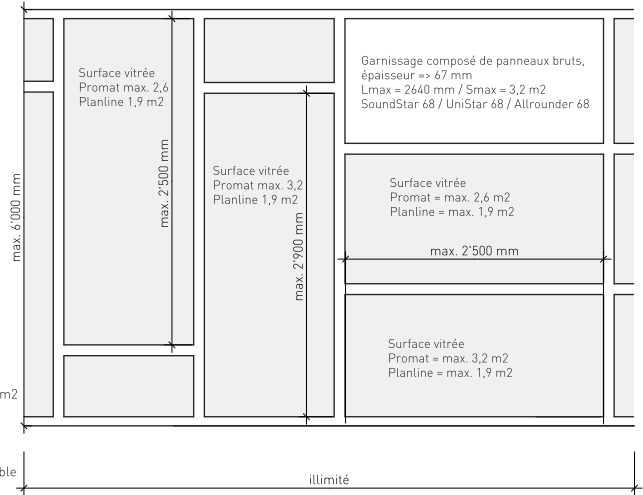 Surface vitrée
Promat max. 2,6
Planline 1,9 m2
max. 2'500 mm
max. 6'000 mm
Surface vitrée
Promat max. 3,2
Planline 1,9 m2
max. 2'900 mm
Garnissage composé de panneaux bruts,
épaisseur => 67 mm
Lmax = 2640 mm / Smax = 3,2 m2
SoundStar 68 / UniStar 68 / Allrounder 68
Surface vitrée
Promat = max. 2,6 m2
Planline = max. 1,9 m2
max. 2'500 mm
Surface vitrée
Promat = max. 3,2 m2
Planline = max. 1,9 m2
m2
ble
illimité